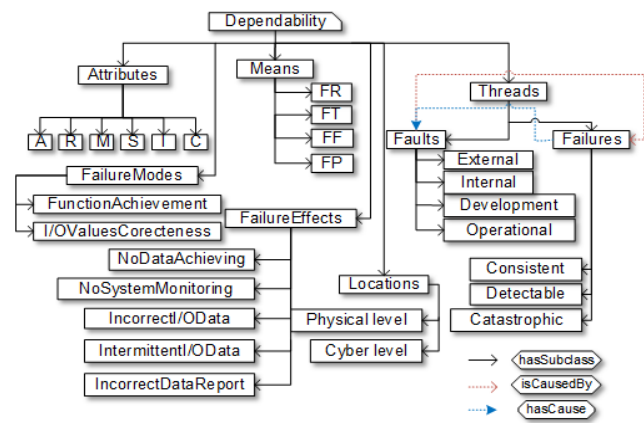 Dependability
Attributes
Means
Threads
FR
FT
FF
FP
A R M S I C
Faults
Failures
External
Internal
Development
Operational
FailureModes
FunctionAchievement
I/OValuesCorecteness
FailureEffects
NoDataAchieving
NoSystemMonitoring
IncorrectI/OData
IntermittentI/OData
IncorrectDataReport
Locations
Physical level
Cyber level
Consistent
Detectable
Catastrophic
hasSubclass
isCausedBy
hasCause